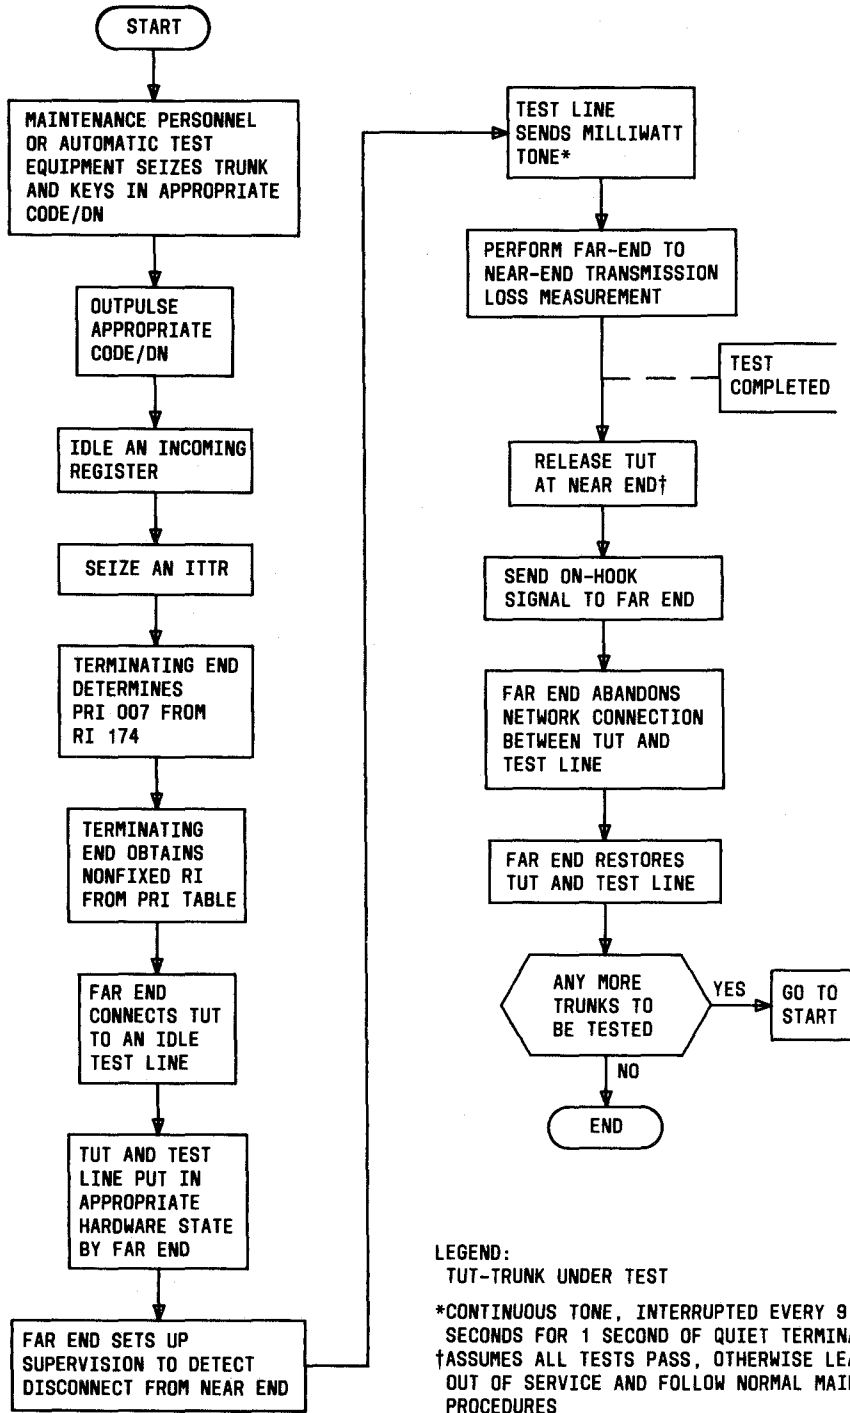 START
MAINTENANCE PERSONNEL
OR AUTOMATIC TEST
EQUIPMENT SEIZES TRUNK
AND KEYS IN APPROPRIATE
CODE/DN
OUTPULSE
APPROPRIATE
CODE/DN
IDLE AN INCOMING
REGISTER
SEIZE AN ITTR
TERMINATING END
DETERMINES
PRI 007 FROM
RI 174
TERMINATING
END OBTAINS
NONFIXED RI
FROM PRI TABLE
FAR END
CONNECTS TUT
TO AN IDLE
TEST LINE
TUT AND TEST
LINE PUT IN
APPROPRIATE
HARDWARE STATE
BY FAR END
FAR END SETS UP
SUPERVISION TO DETECT
DISCONNECT FROM NEAR END
TEST LINE
SENDS MILLIWATT
TONE*
PERFORM FAR-END TO
NEAR-END TRANSMISSION
LOSS MEASUREMENT
TEST
COMPLETED
RELEASE TUT
AT NEAR END†
SEND ON-HOOK
SIGNAL TO FAR END
FAR END ABANDONS
NETWORK CONNECTION
BETWEEN TUT AND
TEST LINE
FAR END RESTORES
TUT AND TEST LINE
ANY MORE
TRUNKS TO
BE TESTED
YES
GO TO
START
NO
END
LEGEND:
TUT-TRUNK UNDER TEST
*CONTINUOUS TONE, INTERRUPTED EVERY 9
SECONDS FOR 1 SECOND OF QUIET
†ASSUMES ALL TESTS PASS, OTHERWISE
OUT OF SERVICE AND FOLLOW NORMAL
PROCEDURES